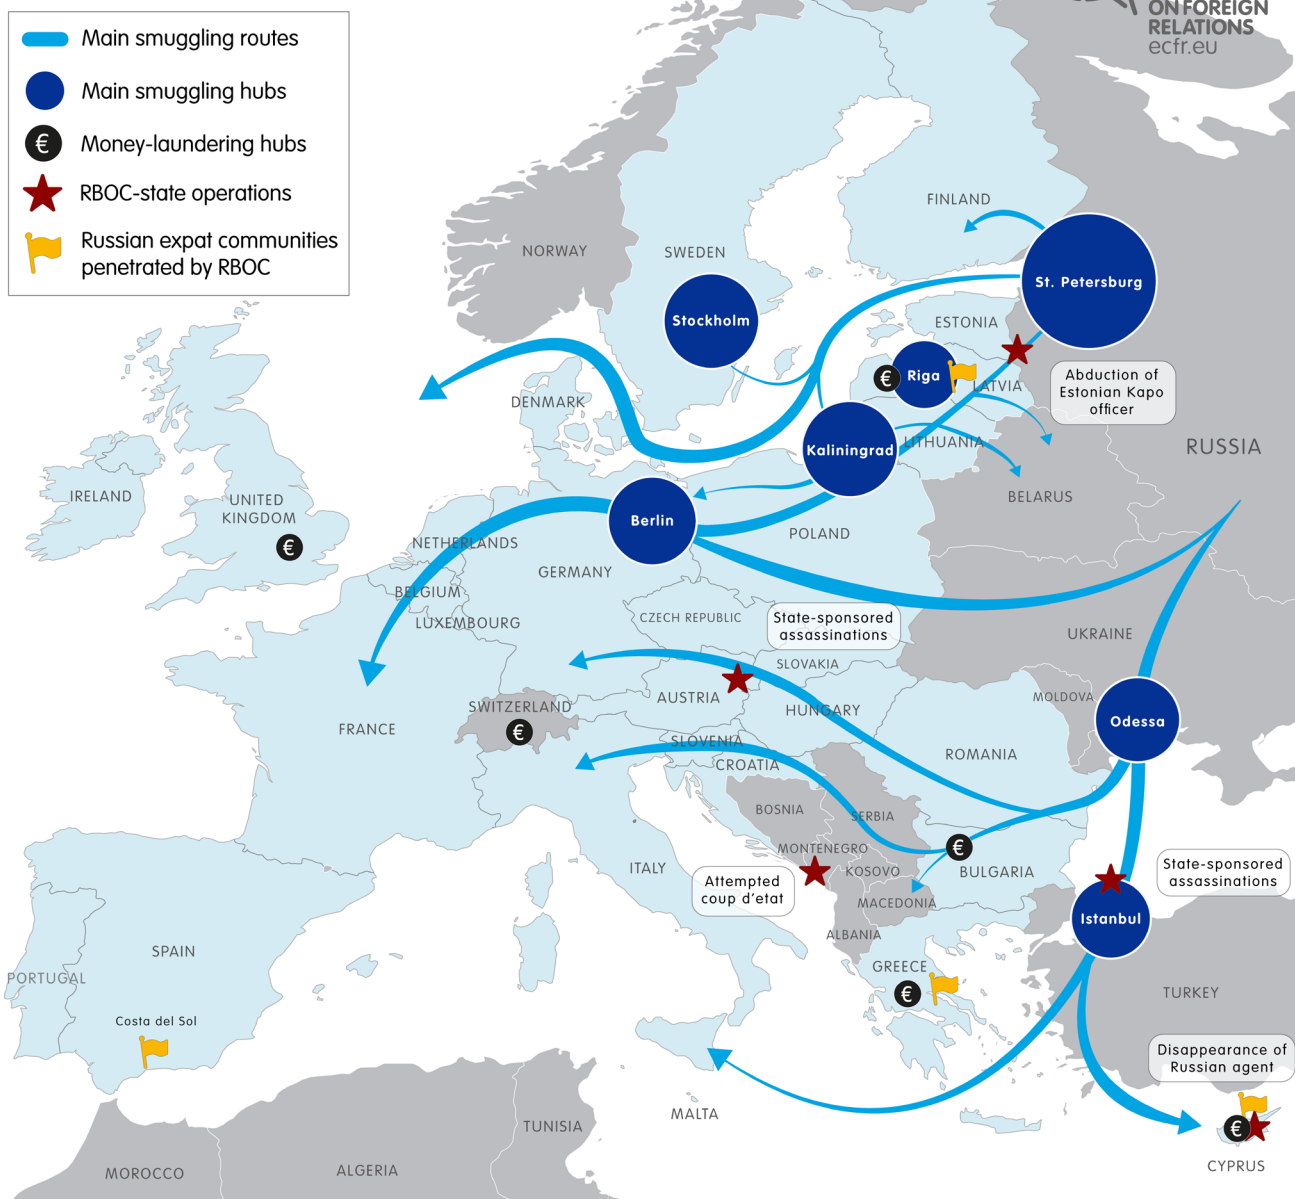 ON FOREIGN
RELATIONS
ecfr.eu
Main smuggling routes
Main smuggling hubs
€
Money-laundering hubs
RBOC-state operations
Russian expat communities
penetrated by RBOC
FINLAND
NORWAY
SWEDEN
St. Petersburg
Stockholm
ESTONIA
€
Riga
LATVIA
Abduction of
Estonian Kapo
officer
DENMARK
LITHUANIA
Kaliningrad
RUSSIA
IRELAND
UNITED
KINGDOM
€
BELARUS
Berlin
POLAND
NETHERLANDS
GERMANY
BELGIUM
LUXEMBOURG
CZECH REPUBLIC
State-sponsored
assassinations
UKRAINE
SLOVAKIA
AUSTRIA
MOLDOVA
SWITZERLAND
€
HUNGARY
Odessa
FRANCE
SLOVENIA
CROATIA
ROMANIA
BOSNIA
SERBIA
MONTENEGRO
€
ITALY
KOSOVO
BULGARIA
State-sponsored
assassinations
Attempted
coup d'etat
MACEDONIA
Istanbul
ALBANIA
SPAIN
GREECE
€
PORTUGAL
TURKEY
Costa del Sol
Disappearance of
Russian agent
MALTA
TUNISIA
€
CYPRUS
MOROCCO
ALGERIA